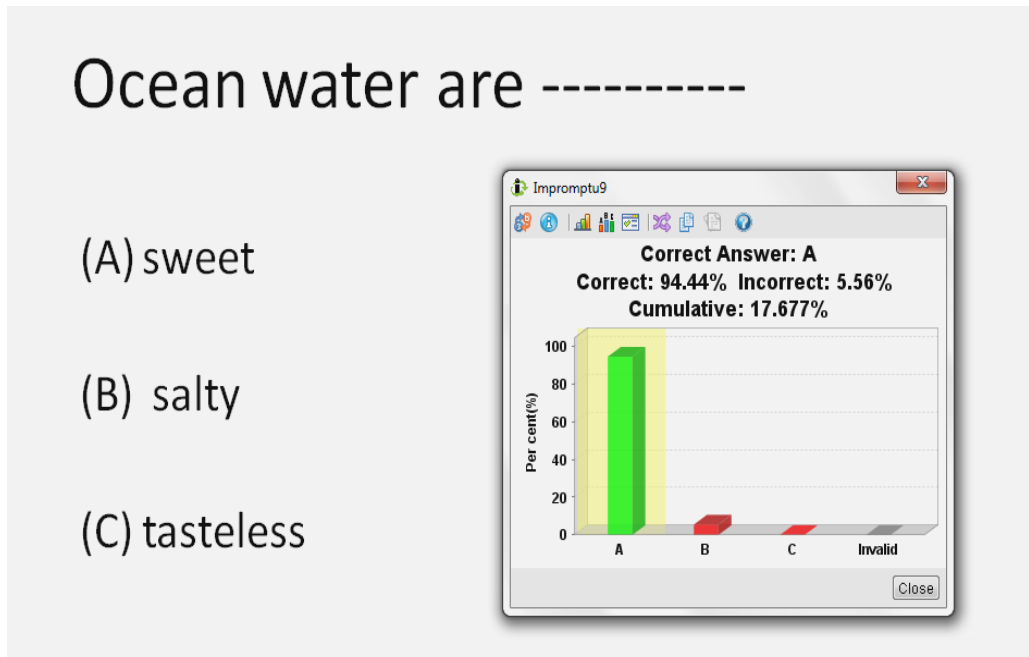 Ocean water are ----------
(A) sweet
(B) salty
(C) tasteless
Impromptu9
Correct Answer: A
Correct: 94.44% Incorrect: 5.56%
Cumulative: 17.677%
Per cent(%)
100
80
60
40
20
0
A B C Invalid
Close